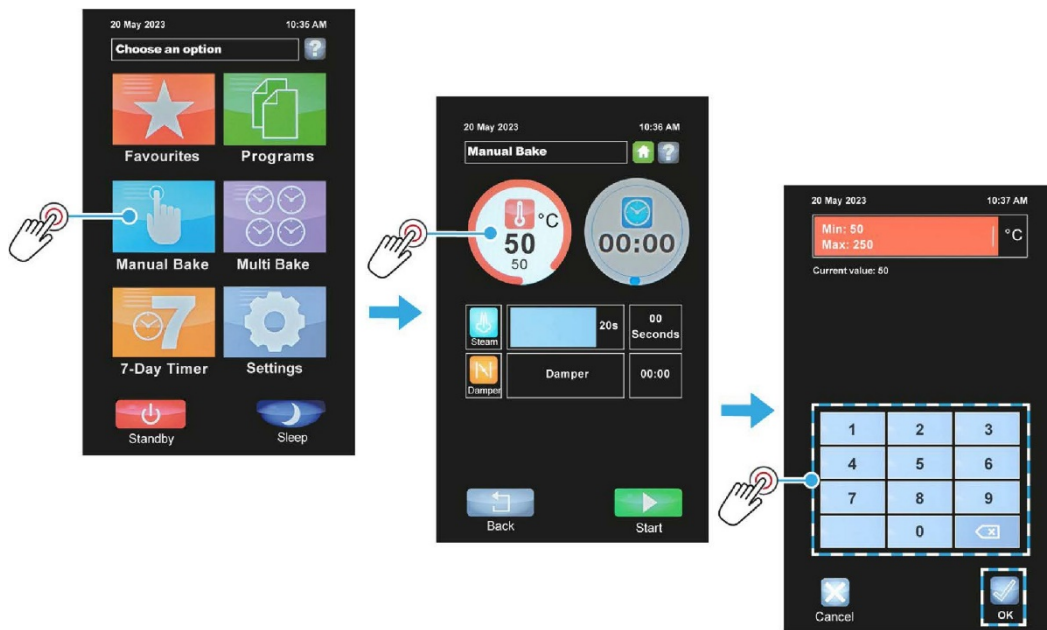 20 May 2023 10:35 AM
Choose an option ?
Favourites Programs
Manual Bake Multi Bake
7
7-Day Timer Settings
Standby Sleep
20 May 2023 10:36 AM
Manual Bake ?
°C
50 00:00
50
20s 00
Seconds
Steam
Damper 00:00
Damper
Back Start
20 May 2023 10:37 AM
Min: 50 °C
Max: 250
Current value: 50
1 2 3
4 5 6
7 8 9
0
Cancel OK